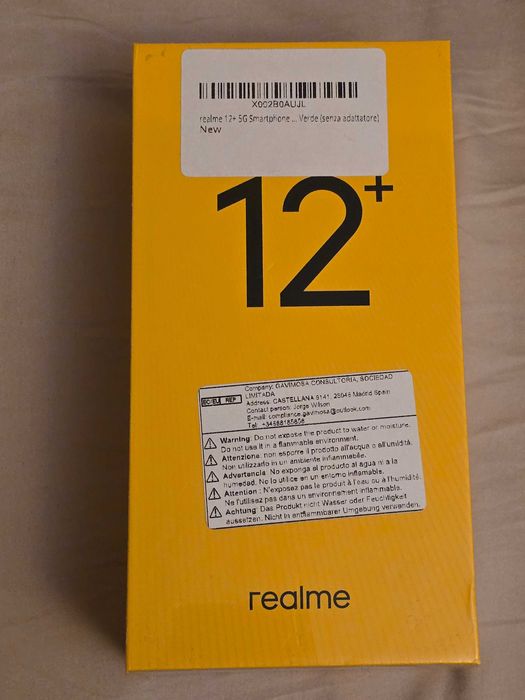 X002B0AUJL
realme 12+ 5G Smartphone ... Verde (senza adattatore)
New
12+
Company: GAVIMOSA CONSULTORIA, SOCIEDAD
LIMITADA
EC REP
Address: CASTELLANA 9141, 28046 Madrid Spain
Contact person: Jorge Wilson
E-mail: compliance.gavimosa@outlook.com
Tel:
Warning: Do not expose the product to water or moisture.
Do not use it in a flammable environment.
Attenzione: non esporre il prodotto all'acqua o all'umidità.
Non utilizzarlo in un ambiente infiammabile.
Advertencia: No exponga el producto al agua ni a la
humedad. No lo utilice en un entorno inflamable.
Attention : N'exposez pas le produit à l'eau ou à l'humidité.
Ne l'utilisez pas dans un environnement inflammable.
Achtung: Das Produkt nicht Wasser oder Feuchtigkeit
aussetzen. Nicht in entflammbarer Umgebung verwenden.
realme